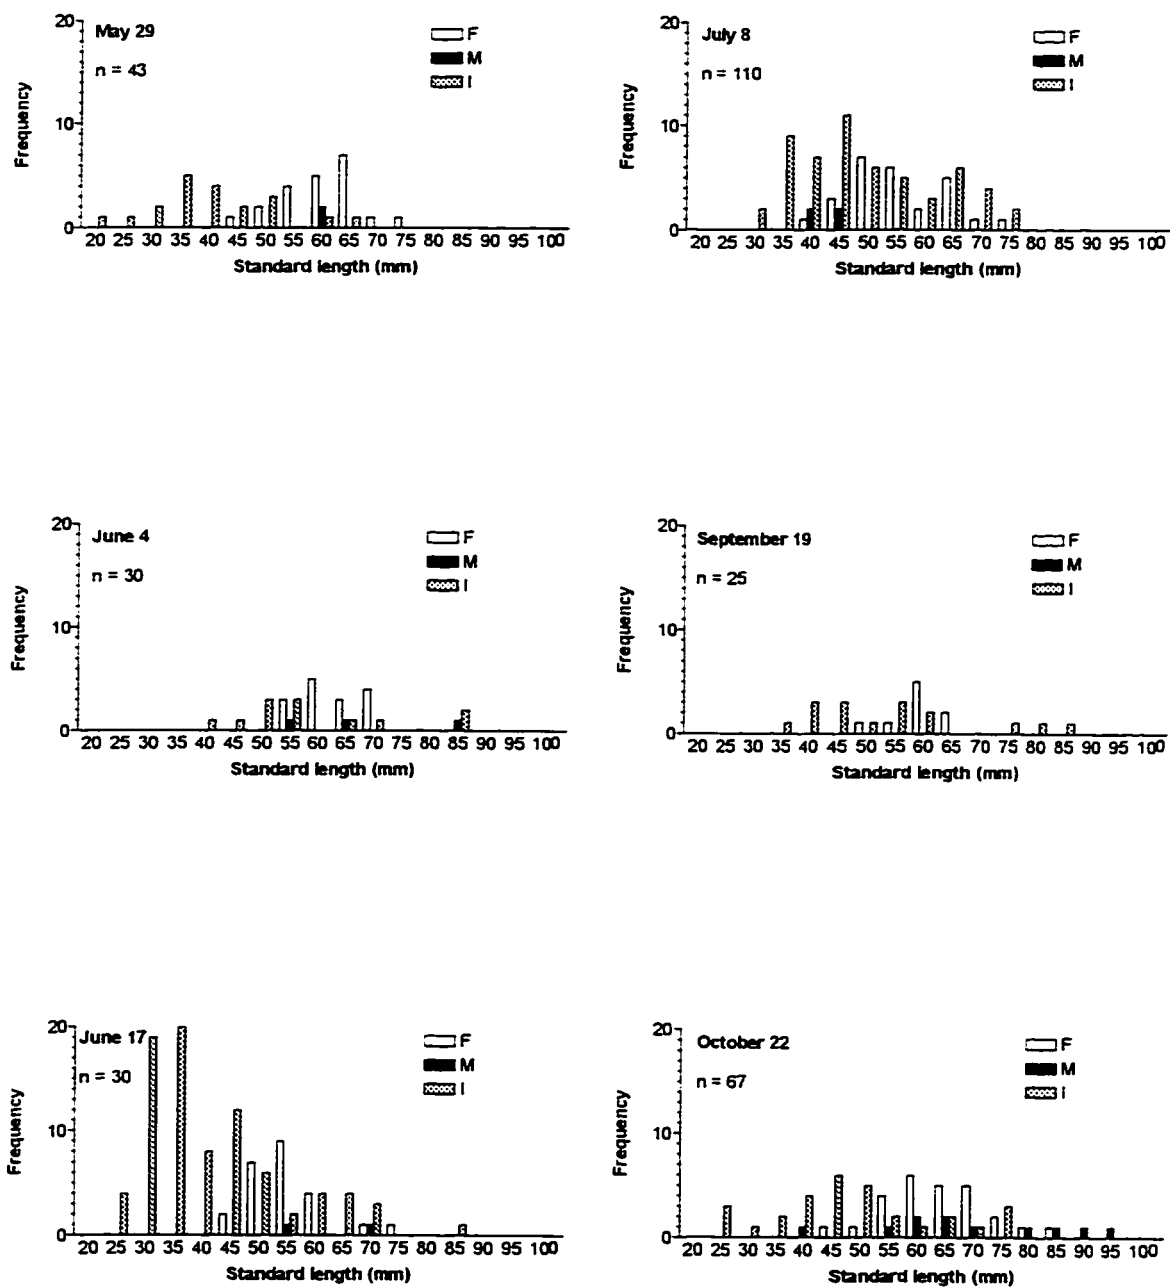 May 29
n = 43
F
M
I
20
10
0
Frequency
20 25 30 35 40 45 50 55 60 65 70 75 80 85 90 95 100
Standard length (mm)
July 8
n = 110
F
M
I
20
10
0
Frequency
20 25 30 35 40 45 50 55 60 65 70 75 80 85 90 95 100
Standard length (mm)
June 4
n = 30
F
M
I
20
10
0
Frequency
20 25 30 35 40 45 50 55 60 65 70 75 80 85 90 95 100
Standard length (mm)
September 19
n = 25
F
M
I
20
10
0
Frequency
20 25 30 35 40 45 50 55 60 65 70 75 80 85 90 95 100
Standard length (mm)
June 17
n = 30
F
M
I
20
10
0
Frequency
20 25 30 35 40 45 50 55 60 65 70 75 80 85 90 95 100
Standard length (mm)
October 22
n = 67
F
M
I
20
10
0
Frequency
20 25 30 35 40 45 50 55 60 65 70 75 80 85 90 95 100
Standard length (mm)